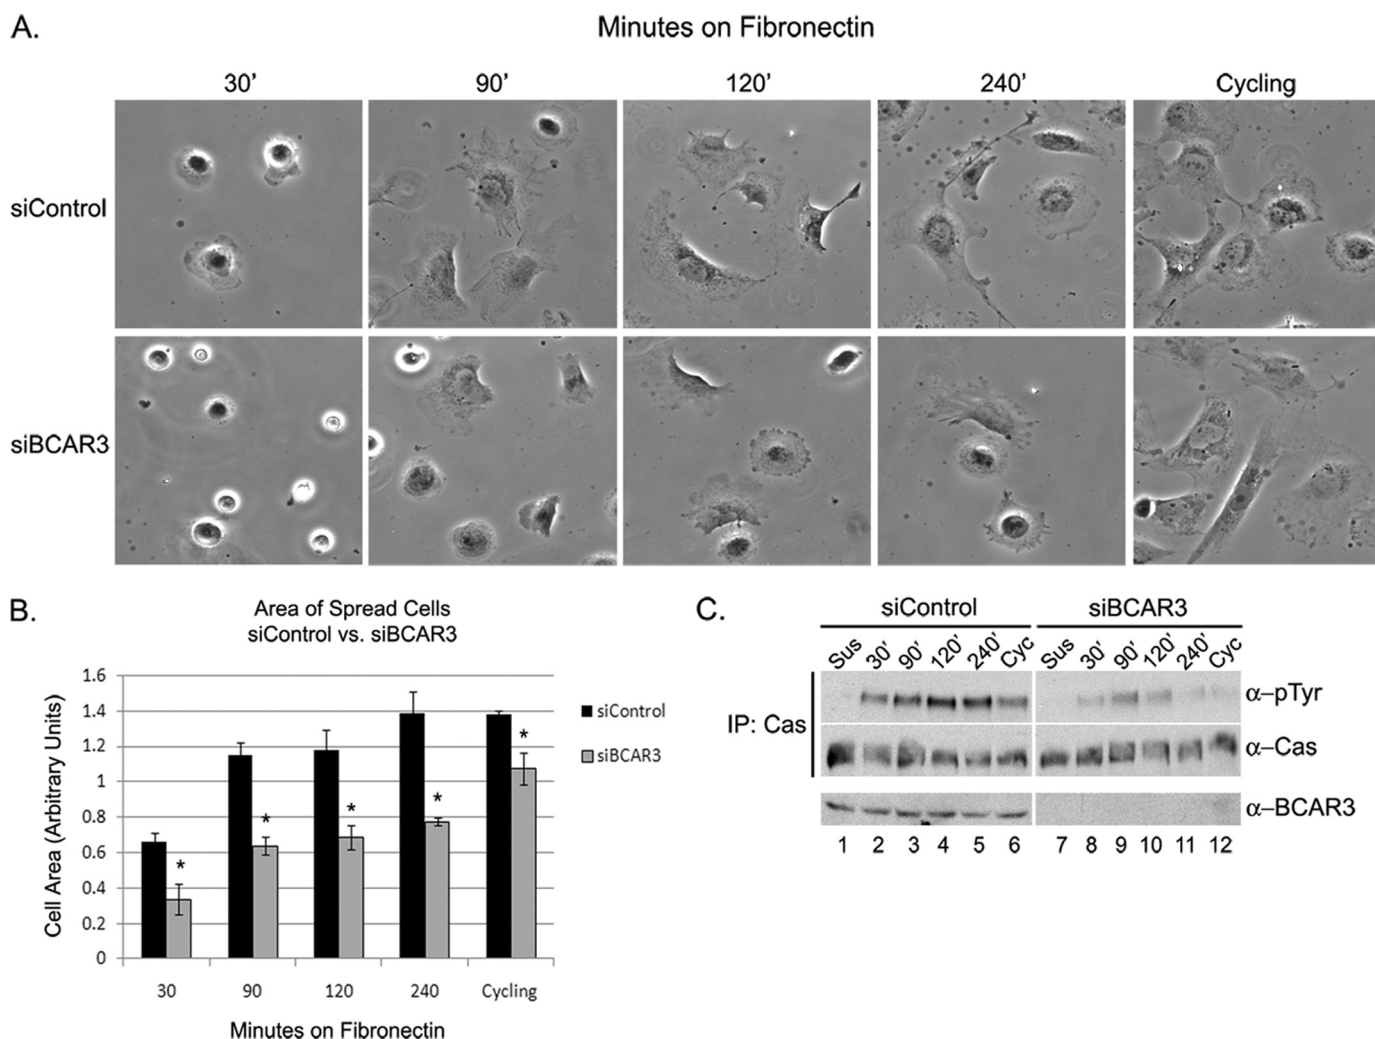 A.
Minutes on Fibronectin
30' 90' 120' 240' Cycling
siControl
siBCAR3
B.
Area of Spread Cells
siControl vs. siBCAR3
Cell Area (Arbitrary Units)
1.6
1.4
1.2
1
0.8
0.6
0.4
0.2
0
* * * * *
siControl
siBCAR3
30 90 120 240 Cycling
Minutes on Fibronectin
C.
siControl siBCAR3
Sus 30' 90' 120' 240' Cyc Sus 30' 90' 120' 240' Cyc
IP: Cas
α–pTyr
α–Cas
α–BCAR3
1 2 3 4 5 6 7 8 9 10 11 12